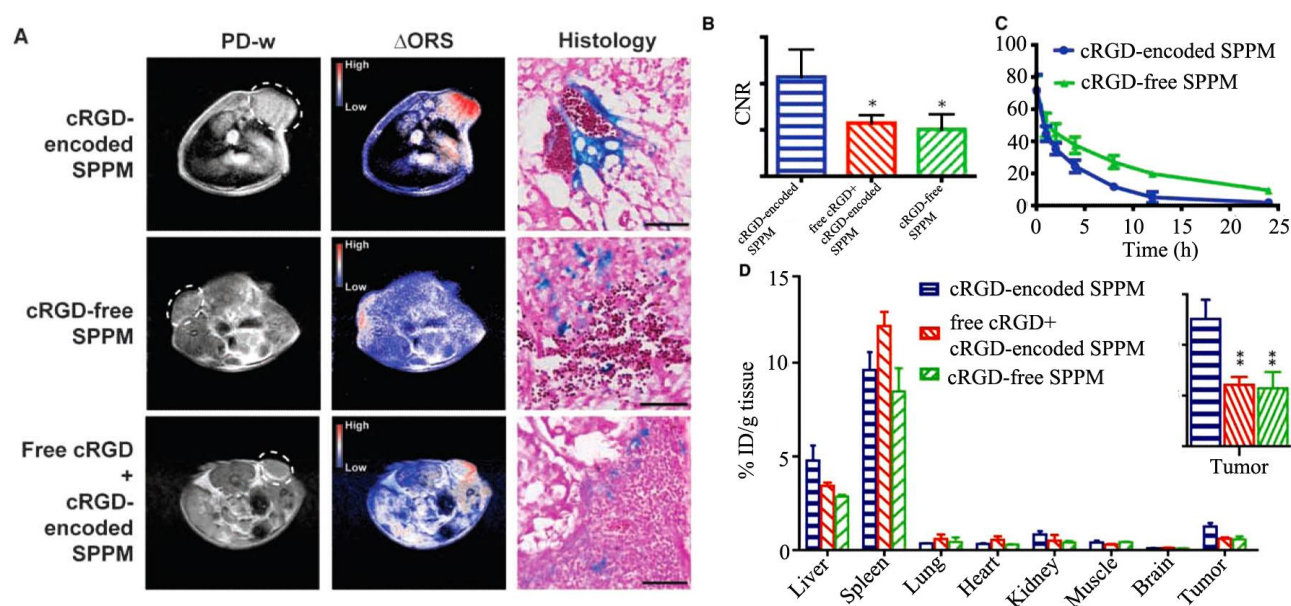 A
PD-w
ΔORS
Histology
cRGD-
encoded
SPPM
High
Low
cRGD-free
SPPM
High
Low
Free cRGD
+
cRGD-
encoded
SPPM
High
Low
B
CNR
*
*
cRGD-encoded
SPPM
free cRGD+
cRGD-encoded
SPPM
cRGD-free
SPPM
C
100
80
60
40
20
0
cRGD-encoded SPPM
cRGD-free SPPM
0
5
10
15
20
25
Time (h)
D
% ID/g tissue
15
10
5
0
cRGD-encoded SPPM
free cRGD+
cRGD-encoded SPPM
cRGD-free SPPM
**
**
Tumor
Liver
Spleen
Lung
Heart
Kidney
Muscle
Brain
Tumor